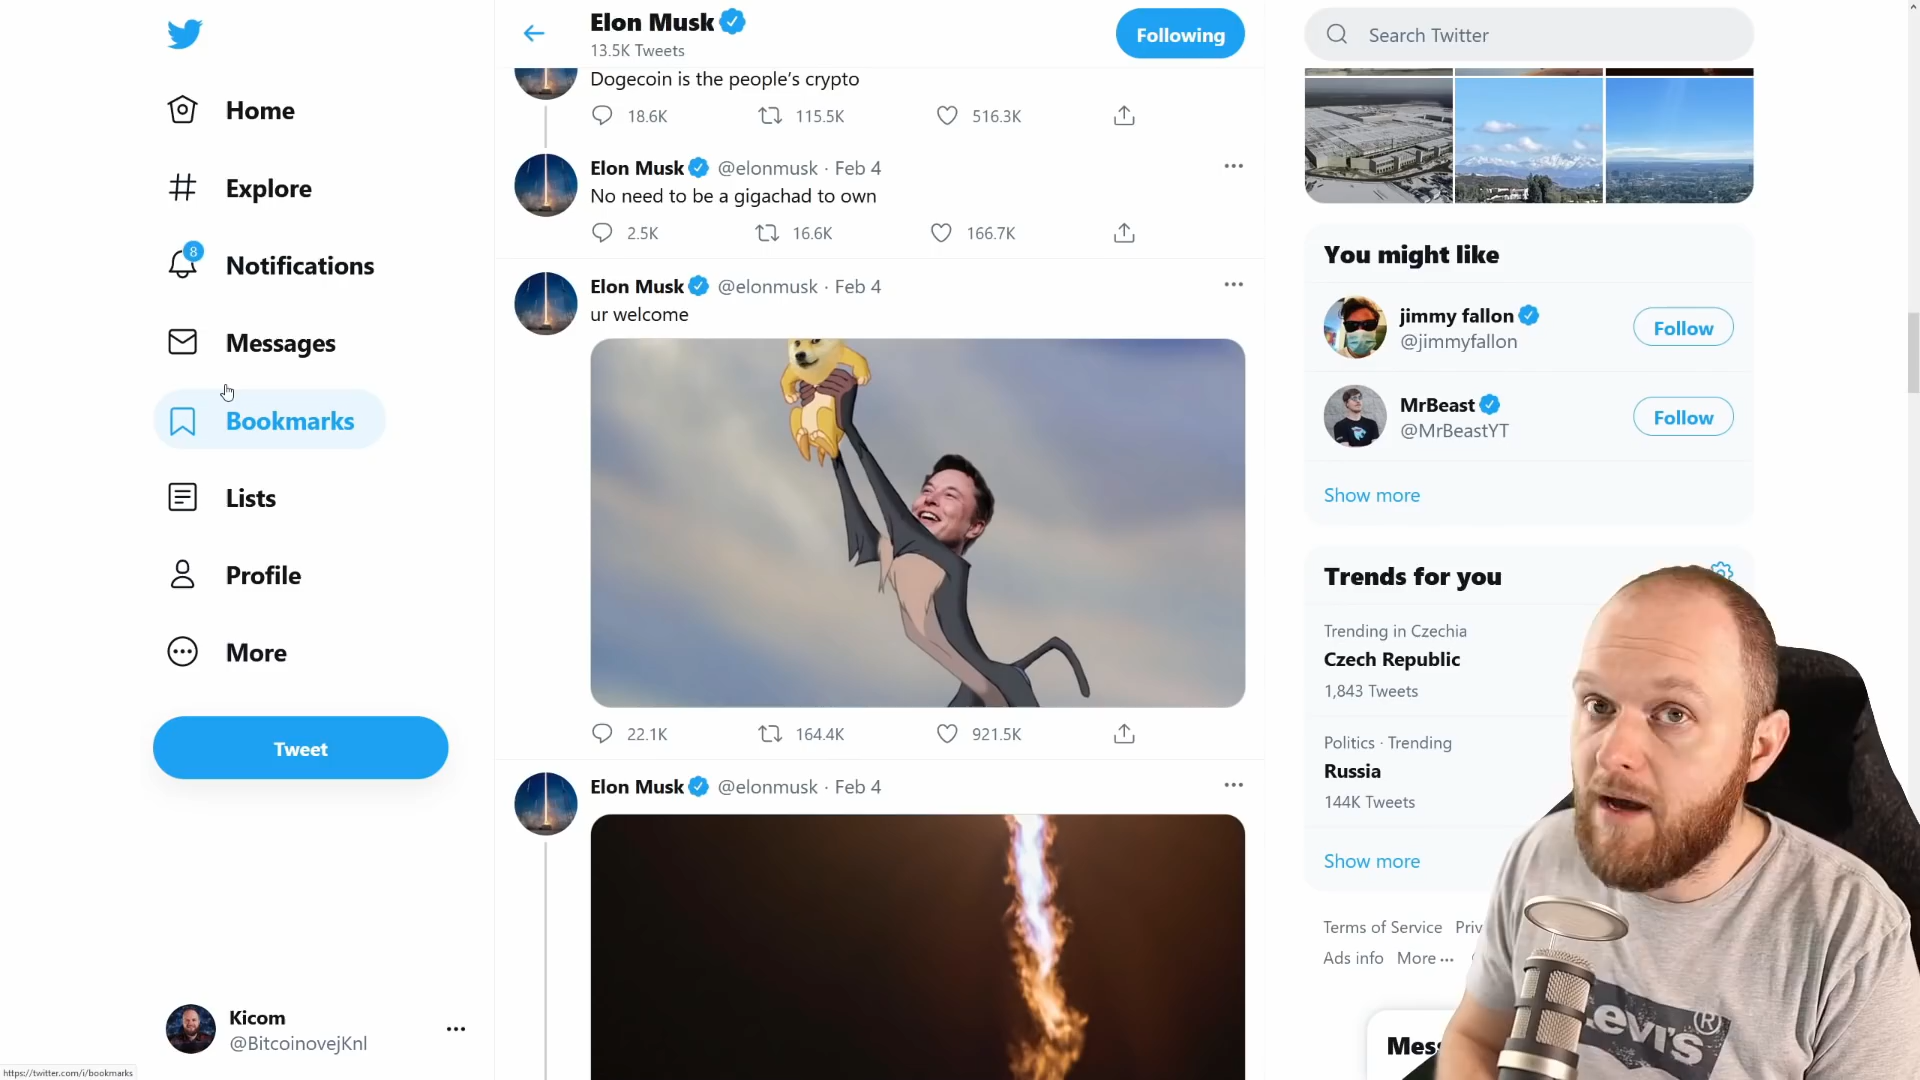 Home
Explore
8
Notifications
Messages
Bookmarks
Lists
Profile
More
Tweet
Kicom
@BitcoinovejKnl
https://twitter.com/i/bookmarks
Elon Musk
13.5K Tweets
Following
Dogecoin is the people's crypto
18.6K 115.5K 516.3K
Elon Musk @elonmusk · Feb 4
No need to be a gigachad to own
2.5K 16.6K 166.7K
Elon Musk @elonmusk · Feb 4
ur welcome
22.1K 164.4K 921.5K
Elon Musk @elonmusk · Feb 4
Search Twitter
You might like
jimmy fallon
@jimmyfallon
Follow
MrBeast
@MrBeastYT
Follow
Show more
Trends for you
Trending in Czechia
Czech Republic
1,843 Tweets
Politics · Trending
Russia
144K Tweets
Show more
Terms of Service Priv
Ads info More ···
Mes
Levi's ®